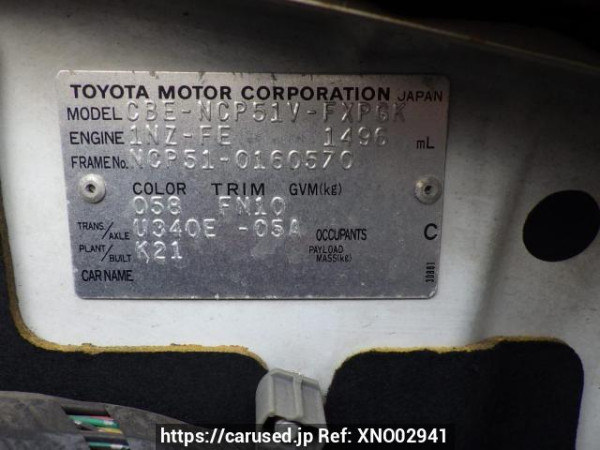 TOYOTA MOTOR CORPORATION JAPAN
MODEL CBE-NCP51V-FXPGK
ENGINE 1NZ-FE 1496 mL
FRAME No. NCP51-0160570
COLOR TRIM GVM(kg)
058 FN10
TRANS./AXLE U340E -05A OCCUPANTS C
PLANT/BUILT K21 PAYLOAD MASS(kg)
CAR NAME
https://carused.jp Ref: XNO02941